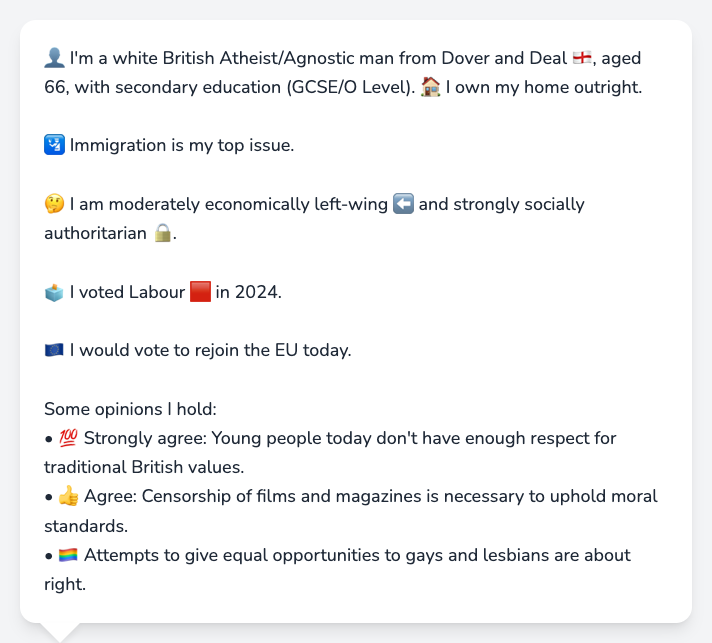 👤 I'm a white British Atheist/Agnostic man from Dover and Deal 🏴󠁧󠁢󠁥󠁮󠁧󠁿, aged
66, with secondary education (GCSE/O Level). 🏠 I own my home outright.
🛂 Immigration is my top issue.
🤔 I am moderately economically left-wing ⬅️ and strongly socially
authoritarian 🔒.
🗳️ I voted Labour 🟥 in 2024.
🇪🇺 I would vote to rejoin the EU today.
Some opinions I hold:
• 💯 Strongly agree: Young people today don't have enough respect for
traditional British values.
• 👍 Agree: Censorship of films and magazines is necessary to uphold moral
standards.
• 🏳️‍🌈 Attempts to give equal opportunities to gays and lesbians are about
right.